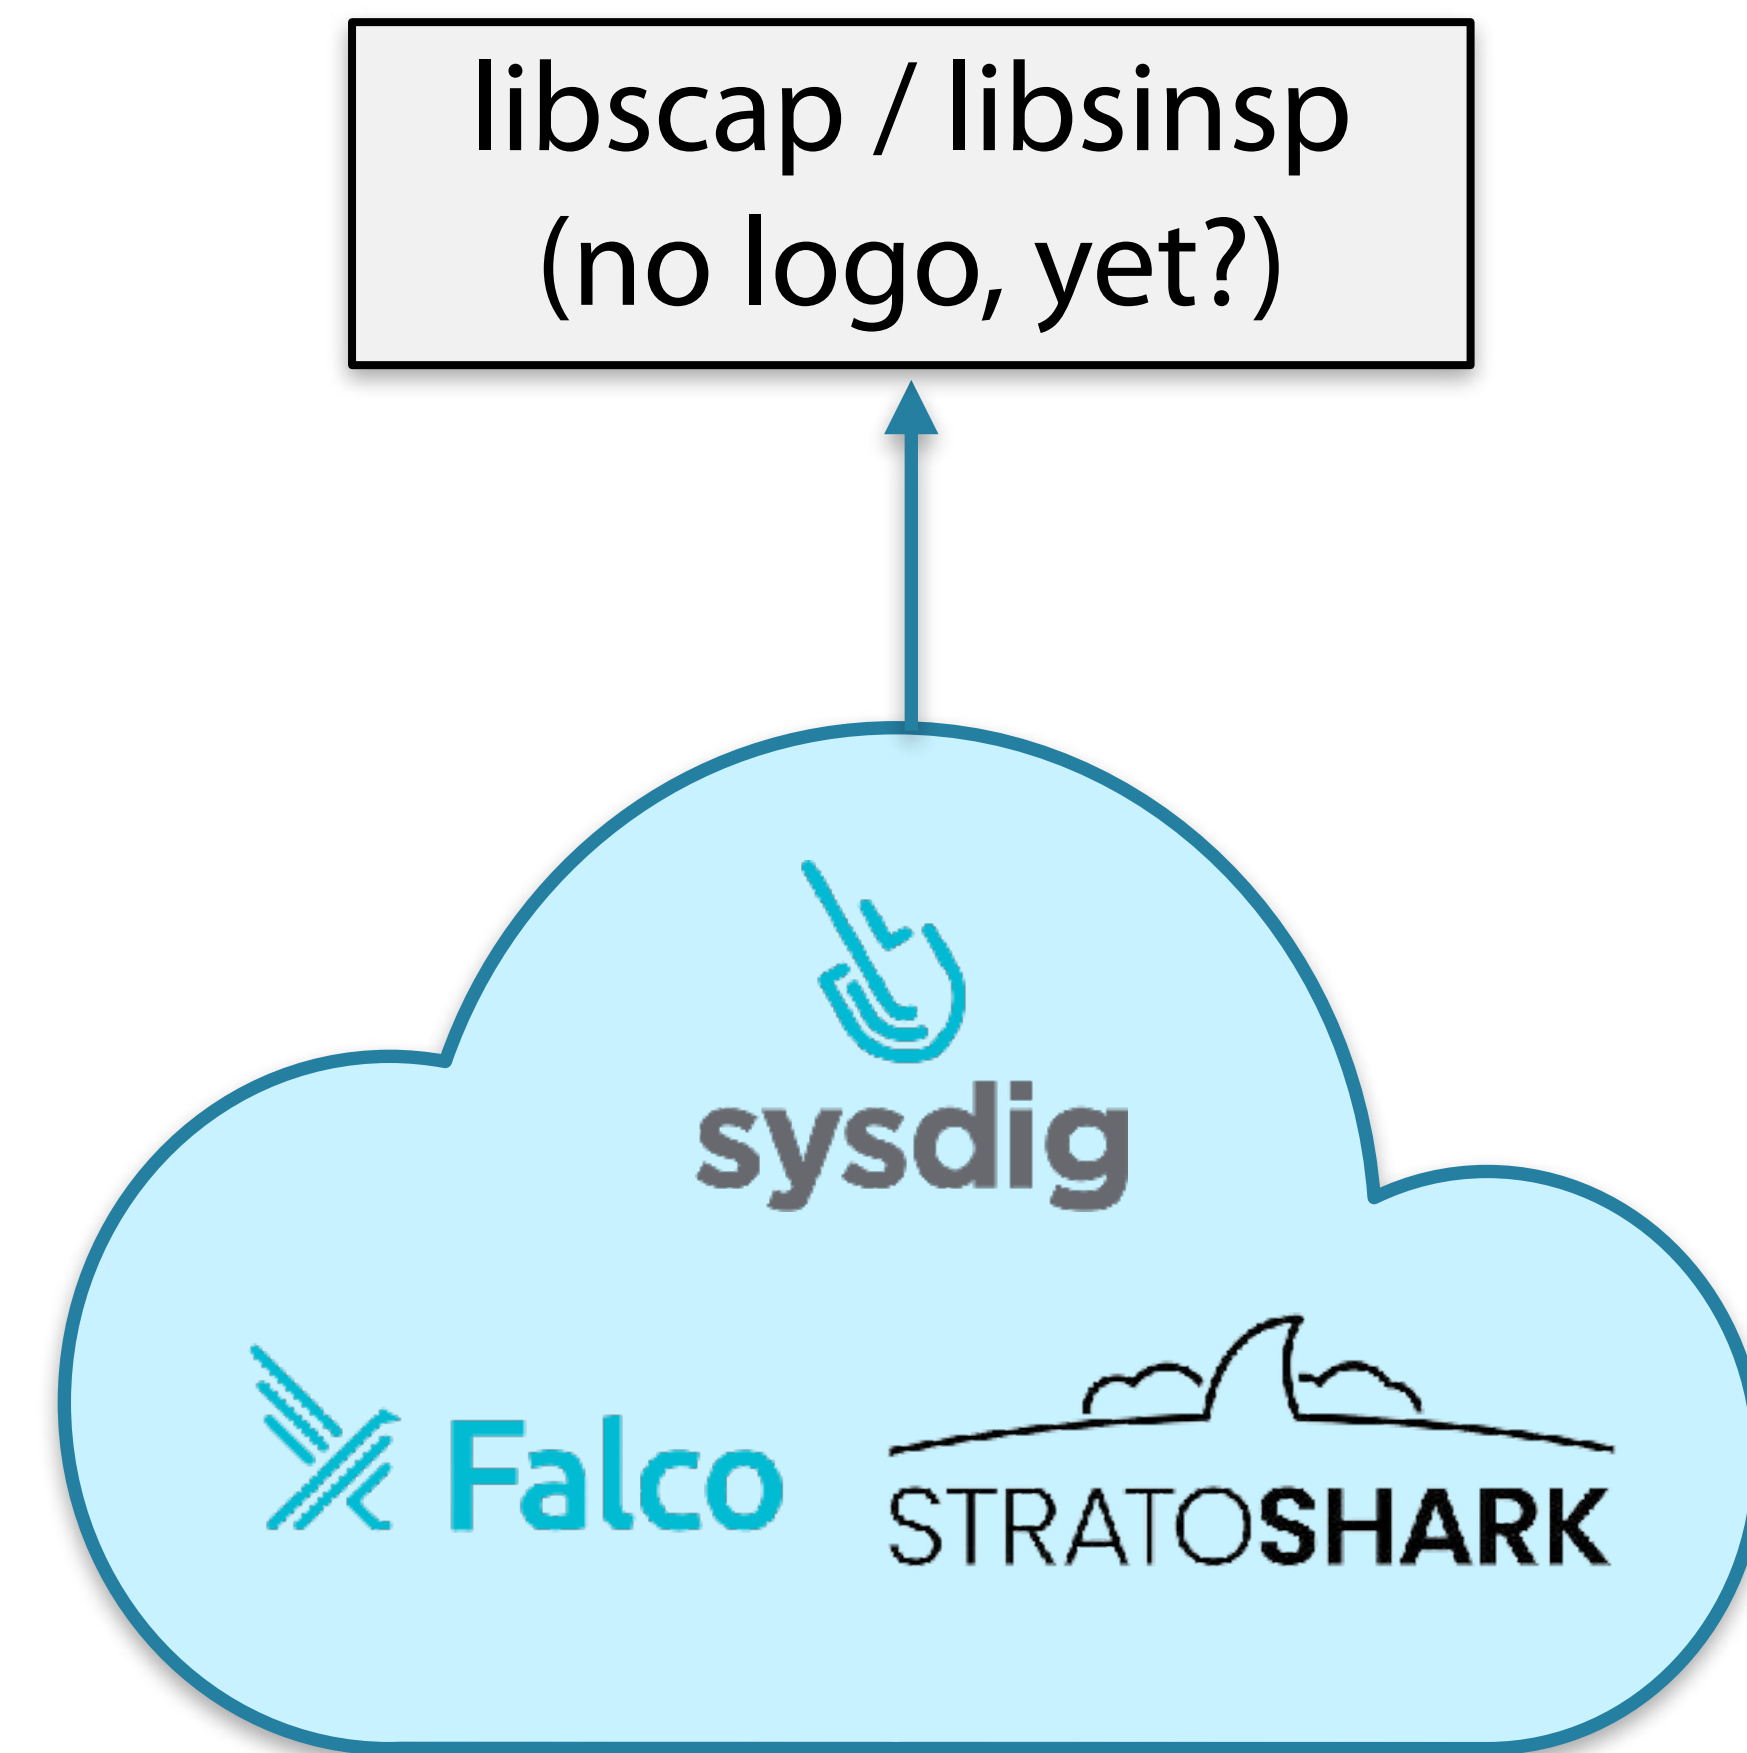 libscap / libsinsp
(no logo, yet?)
sysdig
Falco
STRATOSHARK